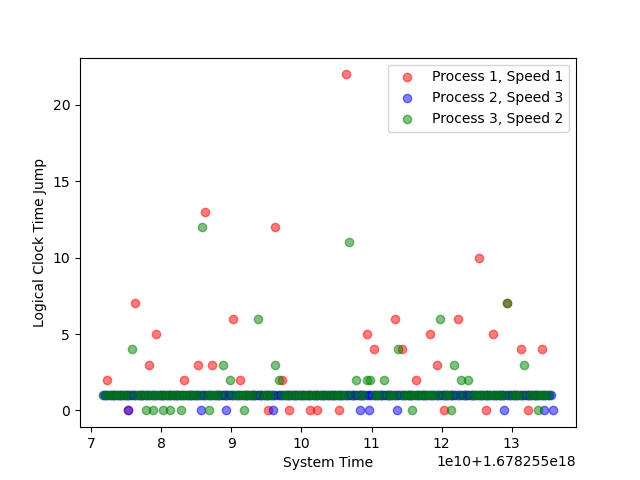 Process 1, Speed 1
Process 2, Speed 3
Process 3, Speed 2
Logical Clock Time Jump
20
15
10
5
0
7 8 9 10 11 12 13
System Time
1e10+1.678255e18